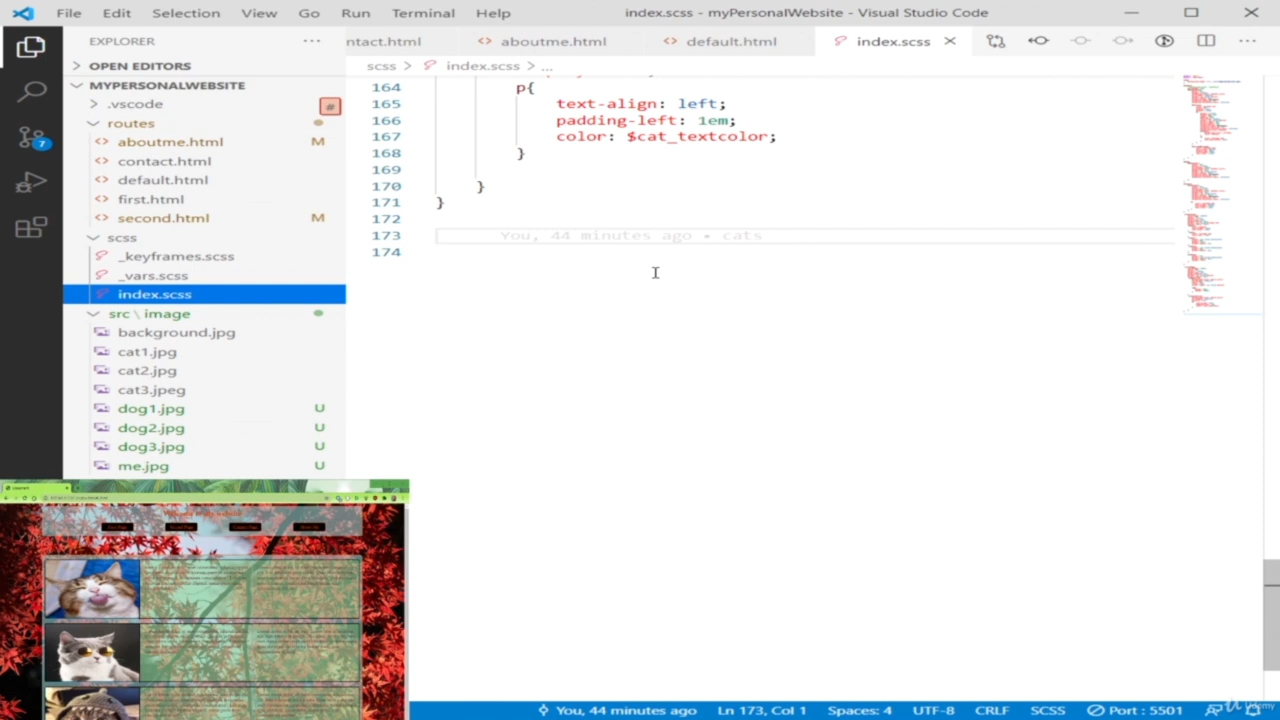 File Edit Selection View Go Run Terminal Help index.scss - myPersonalWebsite - Visual Studio Code
EXPLORER
ntact.html aboutme.html default.html index.scss
OPEN EDITORS
scss > index.scss > ...
MYPERSONALWEBSITE
.vscode
routes
aboutme.html M
contact.html
default.html
first.html
second.html M
scss
_keyframes.scss
_vars.scss
index.scss
src \ image
background.jpg
cat1.jpg
cat2.jpg
cat3.jpeg
dog1.jpg U
dog2.jpg U
dog3.jpg U
me.jpg U
7
164 p{
165 text-align: left;
166 padding-left: 1em;
167 color: $cat_textcolor;
168 }
169
170 }
171 }
172
173 You, 44 minutes ago • cats
174
You, 44 minutes ago Ln 173, Col 1 Spaces: 4 UTF-8 CRLF SCSS Port : 5501
Udemy